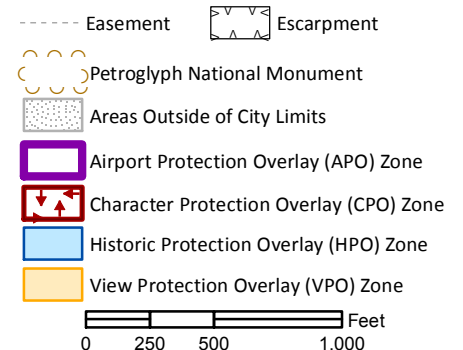 Easement Escarpment
Petroglyph National Monument
Areas Outside of City Limits
Airport Protection Overlay (APO) Zone
Character Protection Overlay (CPO) Zone
Historic Protection Overlay (HPO) Zone
View Protection Overlay (VPO) Zone
Feet
0 250 500 1,000